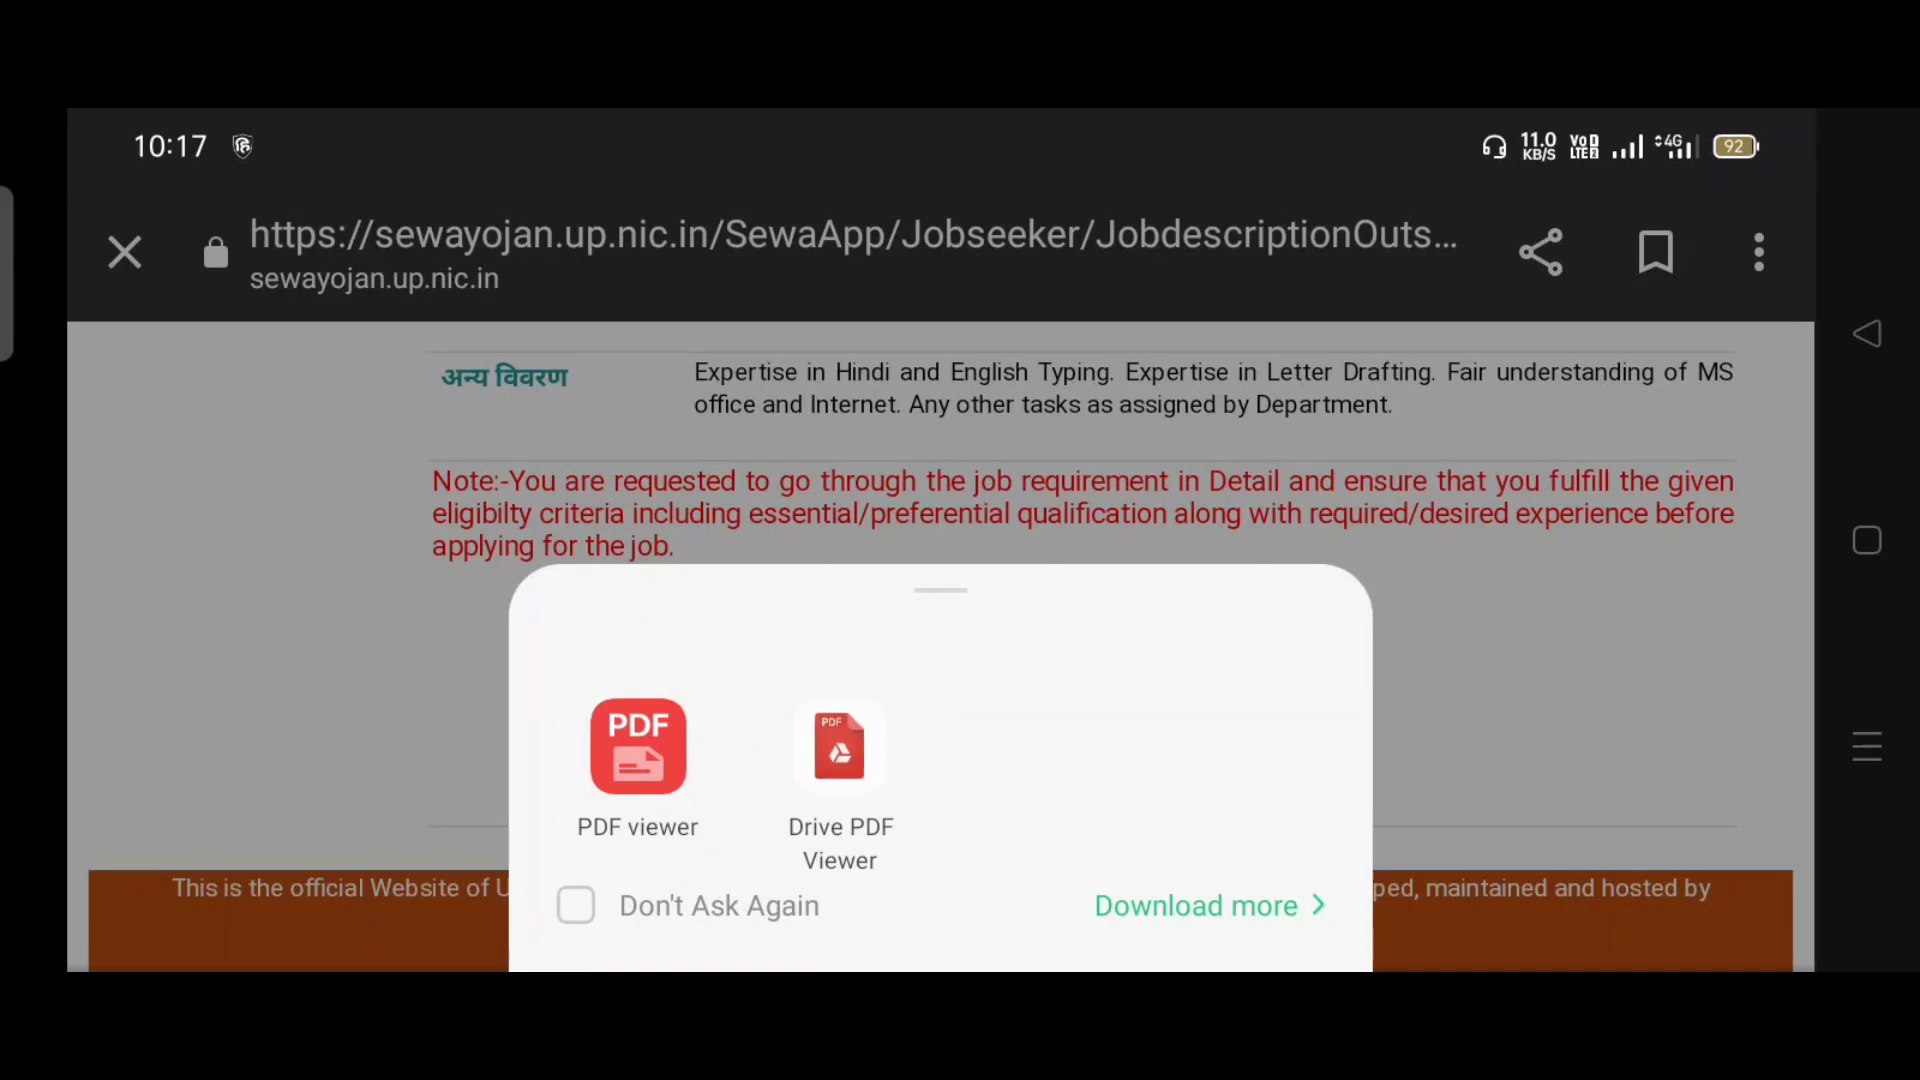 10:17
11.0
KB/S
VoD
LTE2
4G
92
https://sewayojan.up.nic.in/SewaApp/Jobseeker/JobdescriptionOuts...
sewayojan.up.nic.in
अन्य विवरण
Expertise in Hindi and English Typing. Expertise in Letter Drafting. Fair understanding of MS
office and Internet. Any other tasks as assigned by Department.
Note:-You are requested to go through the job requirement in Detail and ensure that you fulfill the given
eligibilty criteria including essential/preferential qualification along with required/desired experience before
applying for the job.
PDF
PDF
PDF viewer
Drive PDF
Viewer
Don't Ask Again
Download more
This is the official Website of U
ped, maintained and hosted by